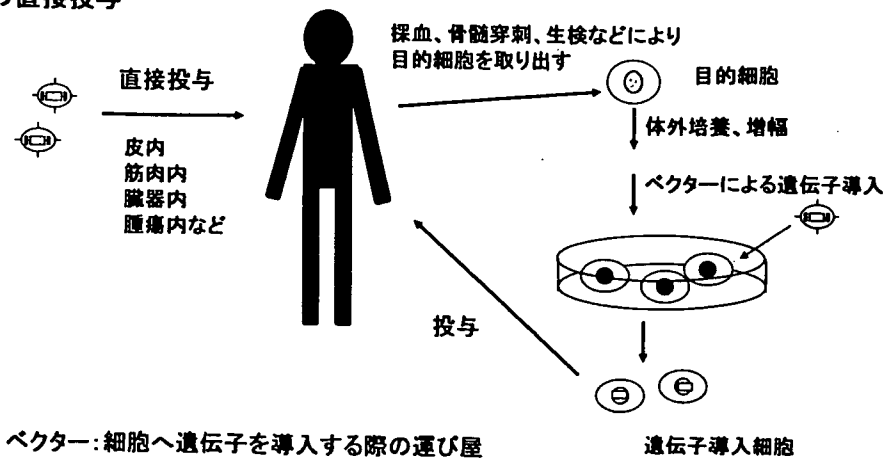 直接投与
採血、骨髄穿刺、生検などにより
目的細胞を取り出す
目的細胞
直接投与
体外培養、増幅
皮内
筋肉内
臓器内
腫瘍内など
ベクターによる遺伝子導入
投与
ベクター:細胞へ遺伝子を導入する際の運び屋
遺伝子導入細胞